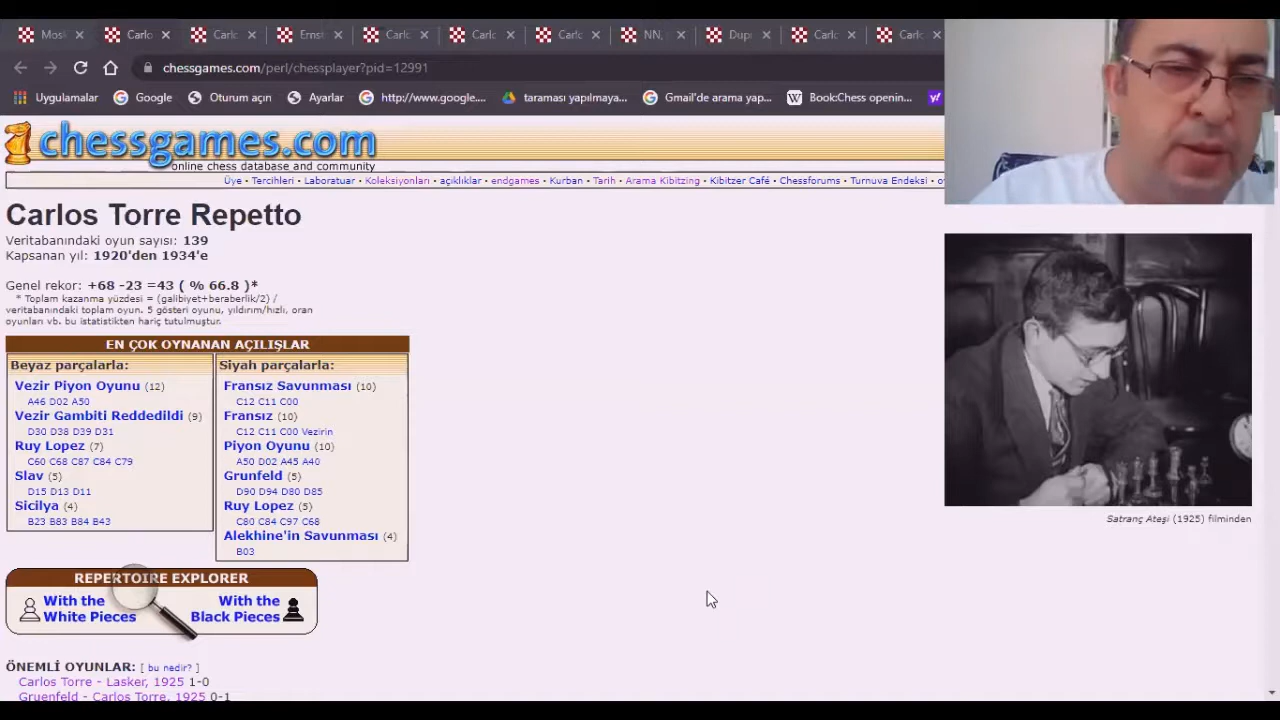 Mosk
Carlo
Carlo
Ernst
Carlo
Carlo
Carlo
NN,
Dup
Carlo
Carlo
chessgames.com/perl/chessplayer?pid=12991
Uygulamalar
Google
Oturum açın
Ayarlar
http://www.google....
taraması yapılmaya...
Gmail'de arama yap...
Book:Chess openin...
chessgames.com
online chess database and community
Üye • Tercihleri • Laboratuar • Koleksiyonları • açıklıklar • endgames • Kurban • Tarih • Arama Kibitzing • Kibitzer Café • Chessforums • Turnuva Endeksi •
Carlos Torre Repetto
Veritabanındaki oyun sayısı: 139
Kapsanan yıl: 1920'den 1934'e
Genel rekor: +68 -23 =43 ( % 66.8 )*
* Toplam kazanma yüzdesi = (galibiyet+beraberlik/2) /
veritabanındaki toplam oyun. 5 gösteri oyunu, yıldırım/hızlı, oran
oyunları vb. bu istatistikten hariç tutulmuştur.
EN ÇOK OYNANAN AÇILIŞLAR
Beyaz parçalarla:
Vezir Piyon Oyunu (12)
A46 D02 A50
Vezir Gambiti Reddedildi (9)
D30 D38 D39 D31
Ruy Lopez (7)
C60 C68 C87 C84 C79
Slav (5)
D15 D13 D11
Sicilya (4)
B23 B83 B84 B43
Siyah parçalarla:
Fransız Savunması (10)
C12 C11 C00
Fransız (10)
C12 C11 C00 Vezirin
Piyon Oyunu (10)
A50 D02 A45 A40
Grunfeld (5)
D90 D94 D80 D85
Ruy Lopez (5)
C80 C84 C97 C68
Alekhine'in Savunması (4)
B03
REPERTOIRE EXPLORER
With the
White Pieces
With the
Black Pieces
ÖNEMLİ OYUNLAR: [ bu nedir? ]
Carlos Torre - Lasker, 1925 1-0
Gruenfeld - Carlos Torre, 1925 0-1
Satranç Ateşi (1925) filminden